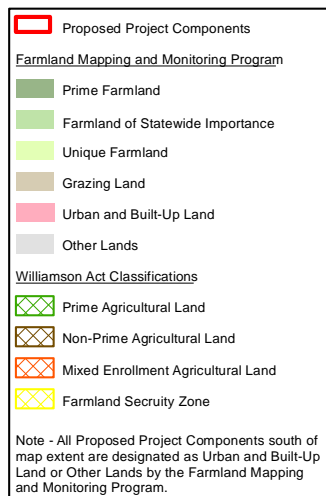 Proposed Project Components
Farmland Mapping and Monitoring Program
Prime Farmland
Farmland of Statewide Importance
Unique Farmland
Grazing Land
Urban and Built-Up Land
Other Lands
Williamson Act Classifications
Prime Agricultural Land
Non-Prime Agricultural Land
Mixed Enrollment Agricultural Land
Farmland Secruity Zone
Note - All Proposed Project Components south of
map extent are designated as Urban and Built-Up
Land or Other Lands by the Farmland Mapping
and Monitoring Program.